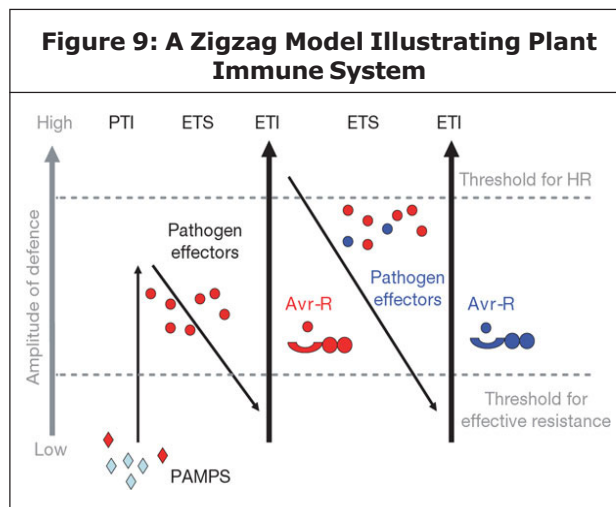 Figure 9: A Zigzag Model Illustrating Plant
Immune System
High
PTI
ETS
ETI
ETS
ETI
Threshold for HR
Pathogen
effectors
Pathogen
effectors
Avr-R
Avr-R
Amplitude of defence
Threshold for
effective resistance
Low
PAMPS